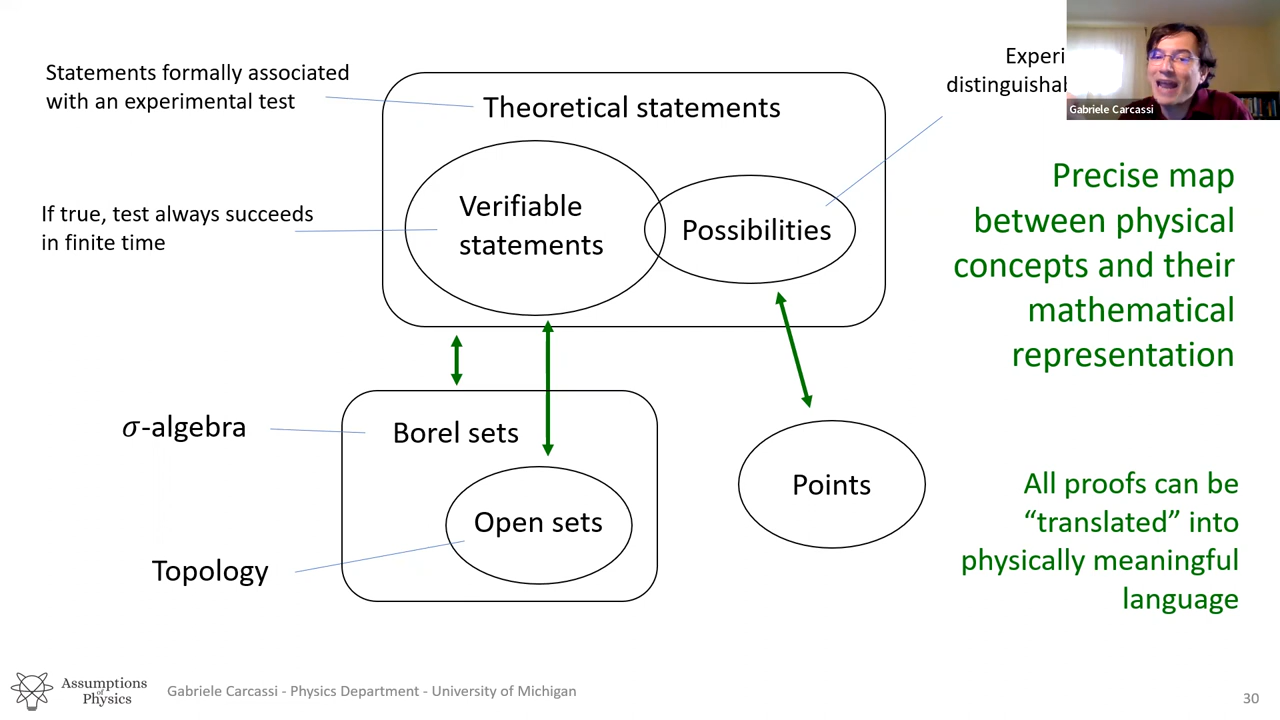 Statements formally associated
with an experimental test
Theoretical statements
Gabriele Carcassi
If true, test always succeeds
in finite time
Verifiable
statements
Possibilities
Precise map
between physical
concepts and their
mathematical
representation
σ-algebra
Borel sets
Open sets
Topology
Points
All proofs can be
“translated” into
physically meaningful
language
Assumptions
of
Physics
Gabriele Carcassi - Physics Department - University of Michigan
30